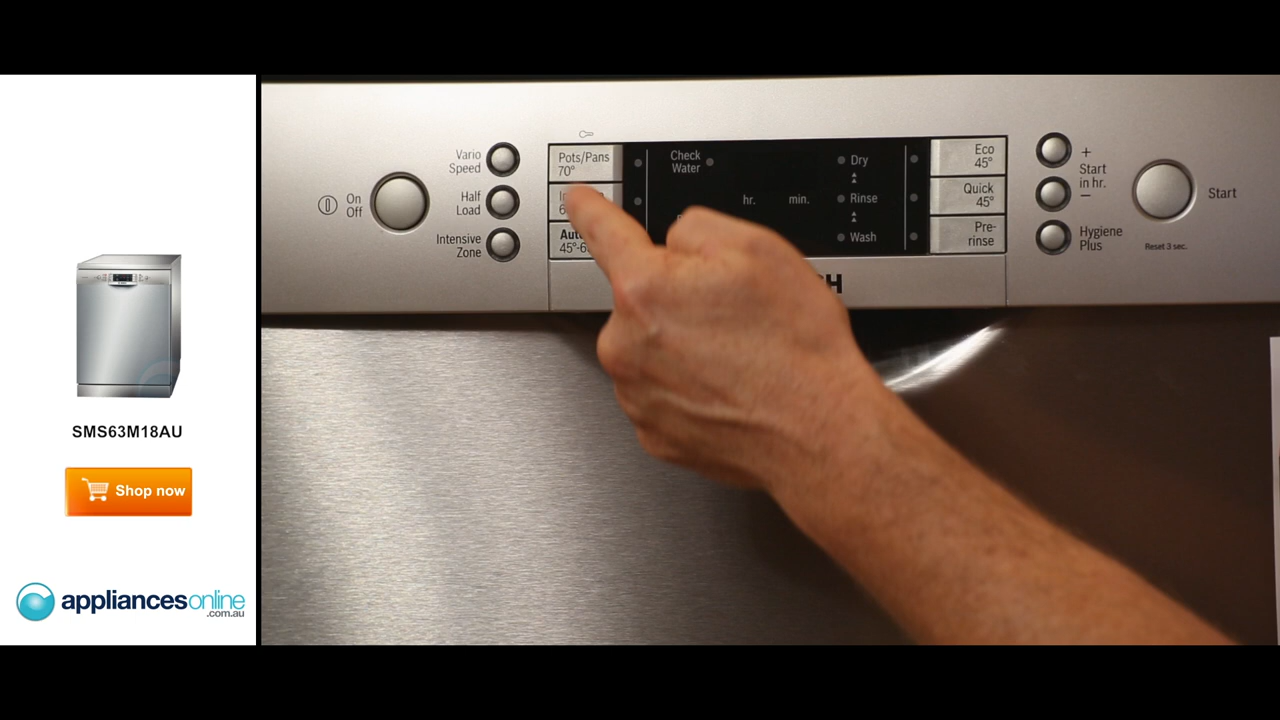 SMS63M18AU
Shop now
appliancesonline
.com.au
On
Off
Vario
Speed
Half
Load
Intensive
Zone
Pots/Pans
70°
Check
Water
hr.
min.
Dry
Rinse
Wash
Eco
45°
Quick
45°
Pre-
rinse
+
Start
in hr.
−
Hygiene
Plus
Start
Reset 3 sec.